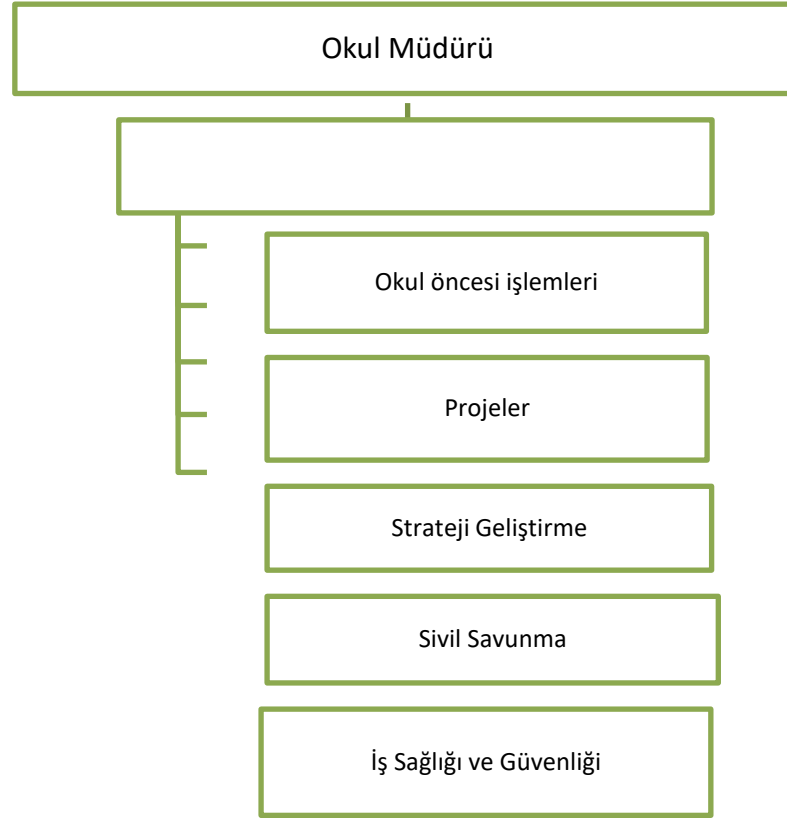 Okul Müdürü
Okul öncesi işlemleri
Projeler
Strateji Geliştirme
Sivil Savunma
İş Sağlığı ve Güvenliği